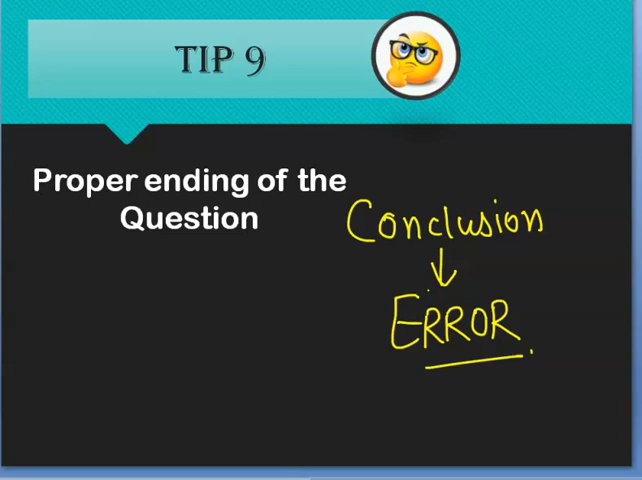 TIP 9
Proper ending of the
Question
Conclusion
↓
ERROR.